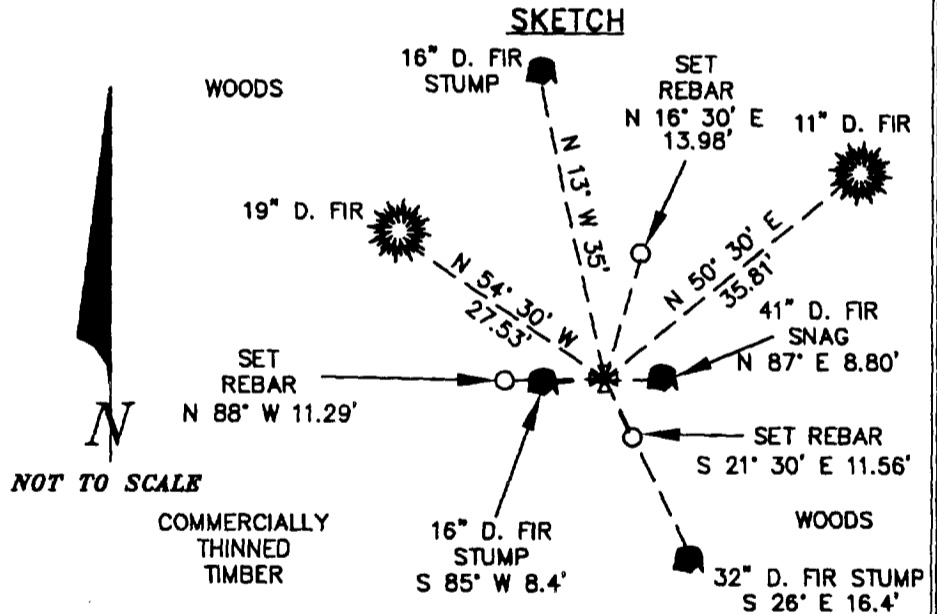 SKETCH
16" D. FIR
STUMP
WOODS
SET
REBAR
N 16° 30' E
13.98'
11" D. FIR
19" D. FIR
N 13° W 35'
N 54° 30' W
27.53'
N 50° 30' E
35.81'
41" D. FIR
SNAG
N 87° E 8.80'
SET
REBAR
N 88° W 11.29'
N
NOT TO SCALE
SET REBAR
S 21° 30' E 11.56'
COMMERCIALLY
THINNED
TIMBER
16" D. FIR
STUMP
S 85° W 8.4'
WOODS
32" D. FIR STUMP
S 26° E 16.4'